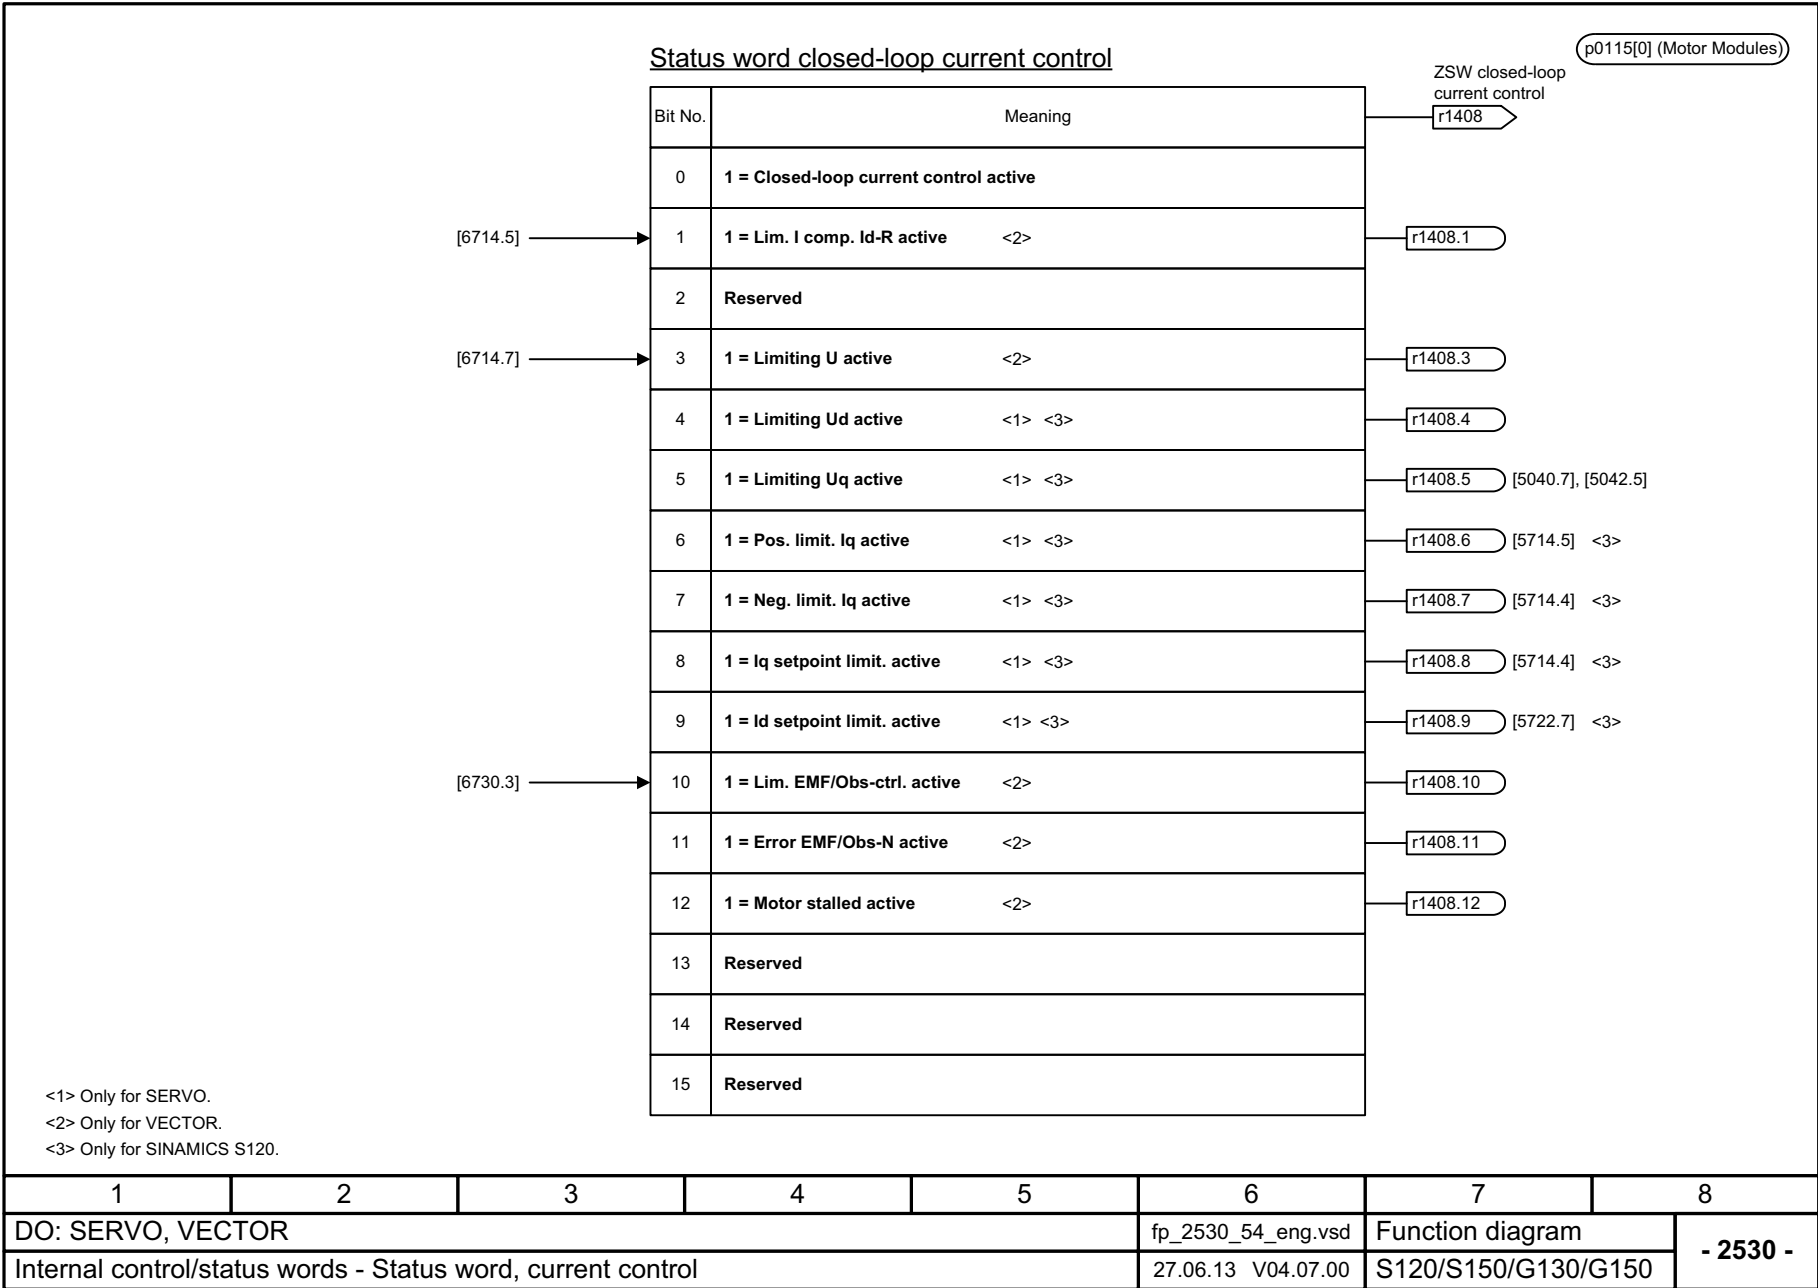 Status word closed-loop current control
p0115[0] (Motor Modules)
ZSW closed-loop
current control
Bit No. Meaning r1408
0 1 = Closed-loop current control active
[6714.5] 1 1 = Lim. I comp. Id-R active <2> r1408.1
2 Reserved
[6714.7] 3 1 = Limiting U active <2> r1408.3
4 1 = Limiting Ud active <1> <3> r1408.4
5 1 = Limiting Uq active <1> <3> r1408.5 [5040.7], [5042.5]
6 1 = Pos. limit. Iq active <1> <3> r1408.6 [5714.5] <3>
7 1 = Neg. limit. Iq active <1> <3> r1408.7 [5714.4] <3>
8 1 = Iq setpoint limit. active <1> <3> r1408.8 [5714.4] <3>
9 1 = Id setpoint limit. active <1> <3> r1408.9 [5722.7] <3>
[6730.3] 10 1 = Lim. EMF/Obs-ctrl. active <2> r1408.10
11 1 = Error EMF/Obs-N active <2> r1408.11
12 1 = Motor stalled active <2> r1408.12
13 Reserved
14 Reserved
15 Reserved
<1> Only for SERVO.
<2> Only for VECTOR.
<3> Only for SINAMICS S120.
1 2 3 4 5 6 7 8
DO: SERVO, VECTOR fp_2530_54_eng.vsd Function diagram
- 2530 -
Internal control/status words - Status word, current control 27.06.13 V04.07.00 S120/S150/G130/G150